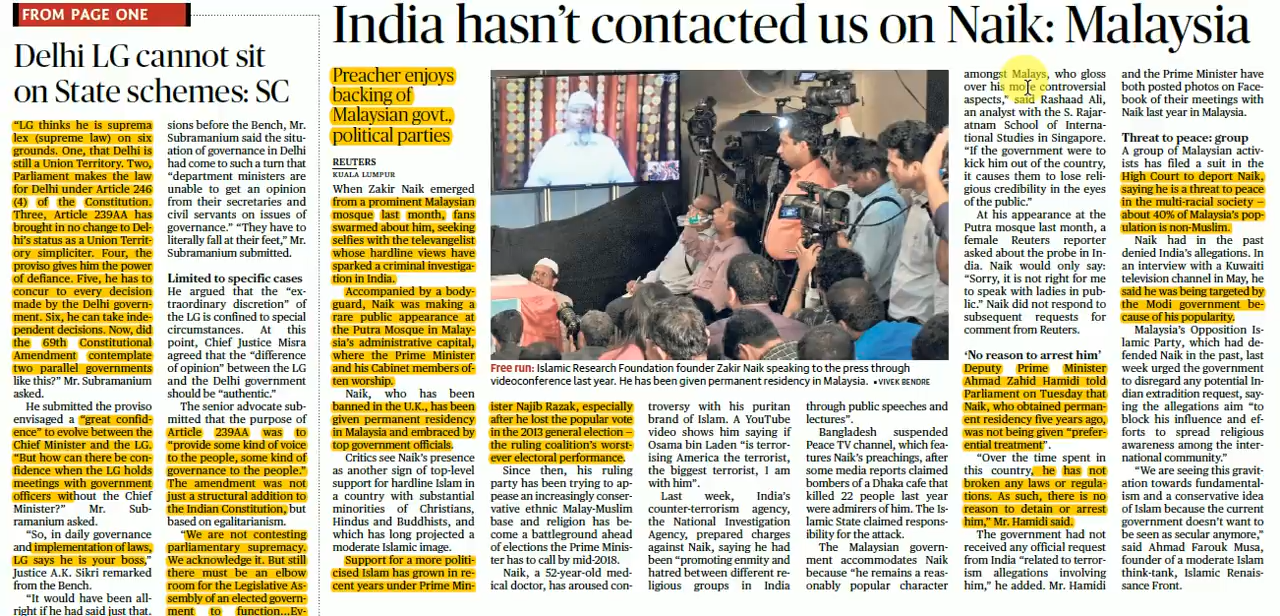 FROM PAGE ONE
Delhi LG cannot sit
on State schemes: SC
"LG thinks he is suprema
lex (supreme law) on six
grounds. One, that Delhi is
still a Union Territory. Two,
Parliament makes the law
for Delhi under Article 246
(4) of the Constitution.
Three, Article 239AA has
brought in no change to Del-
hi's status as a Union Territ-
ory simpliciter. Four, the
proviso gives him the power
of defiance. Five, he has to
concur to every decision
made by the Delhi govern-
ment. Six, he can take inde-
pendent decisions. Now, did
the 69th Constitutional
Amendment contemplate
two parallel governments
like this?" Mr. Subramanium
asked.
He submitted the proviso
envisaged a "great confid-
ence" to evolve between the
Chief Minister and the LG.
"But how can there be con-
fidence when the LG holds
meetings with government
officers without the Chief
Minister?" Mr. Sub-
ramanium asked.
"So, in daily governance
and implementation of laws,
LG says he is your boss,"
Justice A.K. Sikri remarked
from the Bench.
"It would have been all-
right if he had said just that.
sions before the Bench, Mr.
Subramanium said the situ-
ation of governance in Delhi
had come to such a turn that
"department ministers are
unable to get an opinion
from their secretaries and
civil servants on issues of
governance." "They have to
literally fall at their feet," Mr.
Subramanium submitted.
Limited to specific cases
He argued that the "ex-
traordinary discretion" of
the LG is confined to special
circumstances. At this
point, Chief Justice Misra
agreed that the "difference
of opinion" between the LG
and the Delhi government
should be "authentic."
The senior advocate sub-
mitted that the purpose of
Article 239AA was to
"provide some kind of voice
to the people, some kind of
governance to the people."
The amendment was not
just a structural addition to
the Indian Constitution, but
based on egalitarianism.
"We are not contesting
parliamentary supremacy.
We acknowledge it. But still
there must be an elbow
room for the Legislative As-
sembly of an elected govern-
ment to function...Ev-
India hasn't contacted us on Naik: Malaysia
Preacher enjoys
backing of
Malaysian govt.,
political parties
REUTERS
KUALA LUMPUR
When Zakir Naik emerged
from a prominent Malaysian
mosque last month, fans
swarmed about him, seeking
selfies with the televangelist
whose hardline views have
sparked a criminal investiga-
tion in India.
Accompanied by a body-
guard, Naik was making a
rare public appearance at
the Putra Mosque in Malay-
sia's administrative capital,
where the Prime Minister
and his Cabinet members of-
ten worship.
Naik, who has been
banned in the U.K., has been
given permanent residency
in Malaysia and embraced by
top government officials.
Critics see Naik's presence
as another sign of top-level
support for hardline Islam in
a country with substantial
minorities of Christians,
Hindus and Buddhists, and
which has long projected a
moderate Islamic image.
Support for a more politi-
cised Islam has grown in re-
cent years under Prime Min-
Free run: Islamic Research Foundation founder Zakir Naik speaking to the press through
videoconference last year. He has been given permanent residency in Malaysia. • VIVEK BENDRE
ister Najib Razak, especially
after he lost the popular vote
in the 2013 general election –
the ruling coalition's worst-
ever electoral performance.
Since then, his ruling
party has been trying to ap-
pease an increasingly conser-
vative ethnic Malay-Muslim
base and religion has be-
come a battleground ahead
of elections the Prime Minis-
ter has to call by mid-2018.
Naik, a 52-year-old med-
ical doctor, has aroused con-
troversy with his puritan
brand of Islam. A YouTube
video shows him saying if
Osama bin Laden "is terror-
ising America the terrorist,
the biggest terrorist, I am
with him".
Last week, India's
counter-terrorism agency,
the National Investigation
Agency, prepared charges
against Naik, saying he had
been "promoting enmity and
hatred between different re-
ligious groups in India
through public speeches and
lectures".
Bangladesh suspended
Peace TV channel, which fea-
tures Naik's preachings, after
some media reports claimed
bombers of a Dhaka cafe that
killed 22 people last year
were admirers of him. The Is-
lamic State claimed respons-
ibility for the attack.
The Malaysian govern-
ment accommodates Naik
because "he remains a reas-
onably popular character
amongst Malays, who gloss
over his more controversial
aspects," said Rashaad Ali,
an analyst with the S. Rajar-
atnam School of Interna-
tional Studies in Singapore.
"If the government were to
kick him out of the country,
it causes them to lose reli-
gious credibility in the eyes
of the public."
At his appearance at the
Putra mosque last month, a
female Reuters reporter
asked about the probe in In-
dia. Naik would only say:
"Sorry, it is not right for me
to speak with ladies in pub-
lic." Naik did not respond to
subsequent requests for
comment from Reuters.
'No reason to arrest him'
Deputy Prime Minister
Ahmad Zahid Hamidi told
Parliament on Tuesday that
Naik, who obtained perman-
ent residency five years ago,
was not being given "prefer-
ential treatment".
"Over the time spent in
this country, he has not
broken any laws or regula-
tions. As such, there is no
reason to detain or arrest
him," Mr. Hamidi said.
The government had not
received any official request
from India "related to terror-
ism allegations involving
him," he added. Mr. Hamidi
and the Prime Minister have
both posted photos on Face-
book of their meetings with
Naik last year in Malaysia.
Threat to peace: group
A group of Malaysian activ-
ists has filed a suit in the
High Court to deport Naik,
saying he is a threat to peace
in the multi-racial society –
about 40% of Malaysia's pop-
ulation is non-Muslim.
Naik had in the past
denied India's allegations. In
an interview with a Kuwaiti
television channel in May, he
said he was being targeted by
the Modi government be-
cause of his popularity.
Malaysia's Opposition Is-
lamic Party, which had de-
fended Naik in the past, last
week urged the government
to disregard any potential In-
dian extradition request, say-
ing the allegations aim "to
block his influence and ef-
forts to spread religious
awareness among the inter-
national community."
"We are seeing this gravit-
ation towards fundamental-
ism and a conservative idea
of Islam because the current
government doesn't want to
be seen as secular anymore,"
said Ahmad Farouk Musa,
founder of a moderate Islam
think-tank, Islamic Renais-
sance Front.